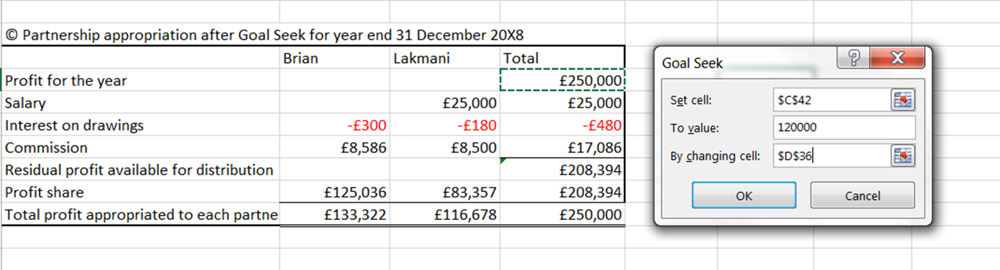 © Partnership appropriation after Goal Seek for year end 31 December 20X8
Brian Lakmani Total
Profit for the year £250,000
Salary £25,000 £25,000
Interest on drawings -£300 -£180 -£480
Commission £8,586 £8,500 £17,086
Residual profit available for distribution £208,394
Profit share £125,036 £83,357 £208,394
Total profit appropriated to each partne £133,322 £116,678 £250,000
Goal Seek ? X
Set cell: $C$42
To value: 120000
By changing cell: $D$36
OK Cancel